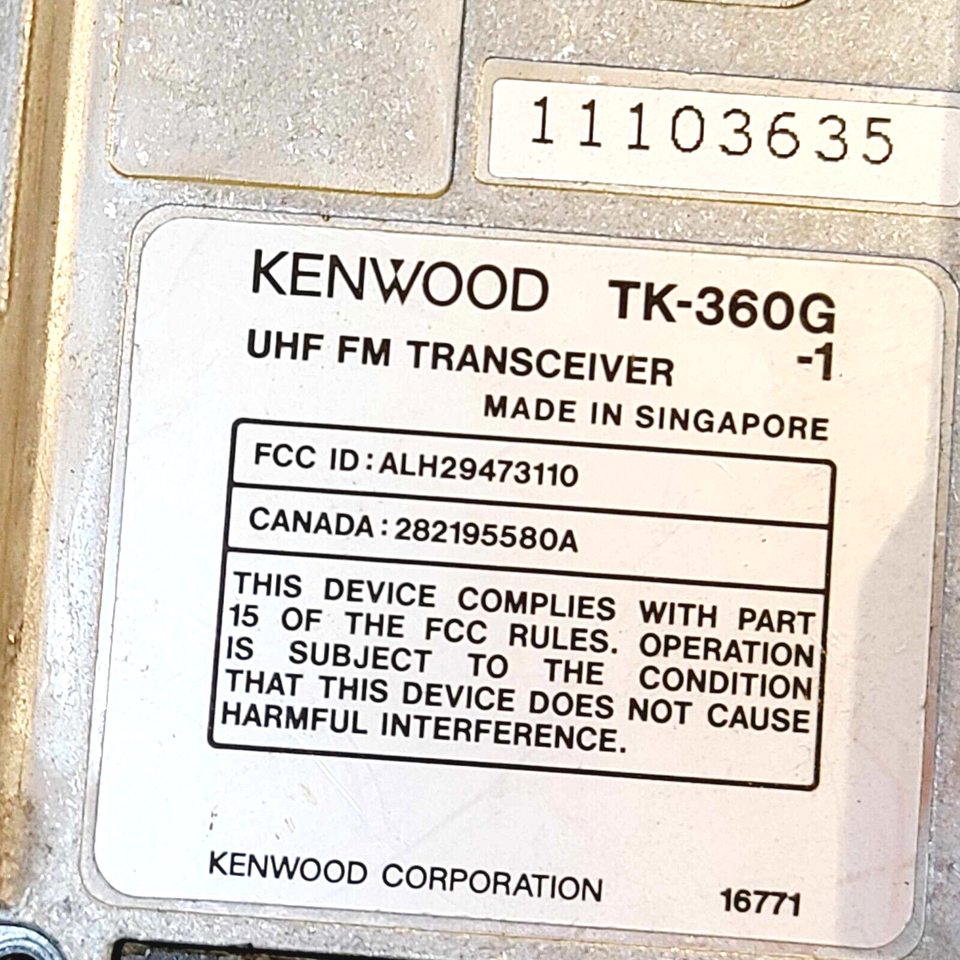 11103635
KENWOOD TK-360G
UHF FM TRANSCEIVER -1
MADE IN SINGAPORE
FCC ID:ALH29473110
CANADA:282195580A
THIS DEVICE COMPLIES WITH PART
15 OF THE FCC RULES. OPERATION
IS SUBJECT TO THE CONDITION
THAT THIS DEVICE DOES NOT CAUSE
HARMFUL INTERFERENCE.
KENWOOD CORPORATION 16771